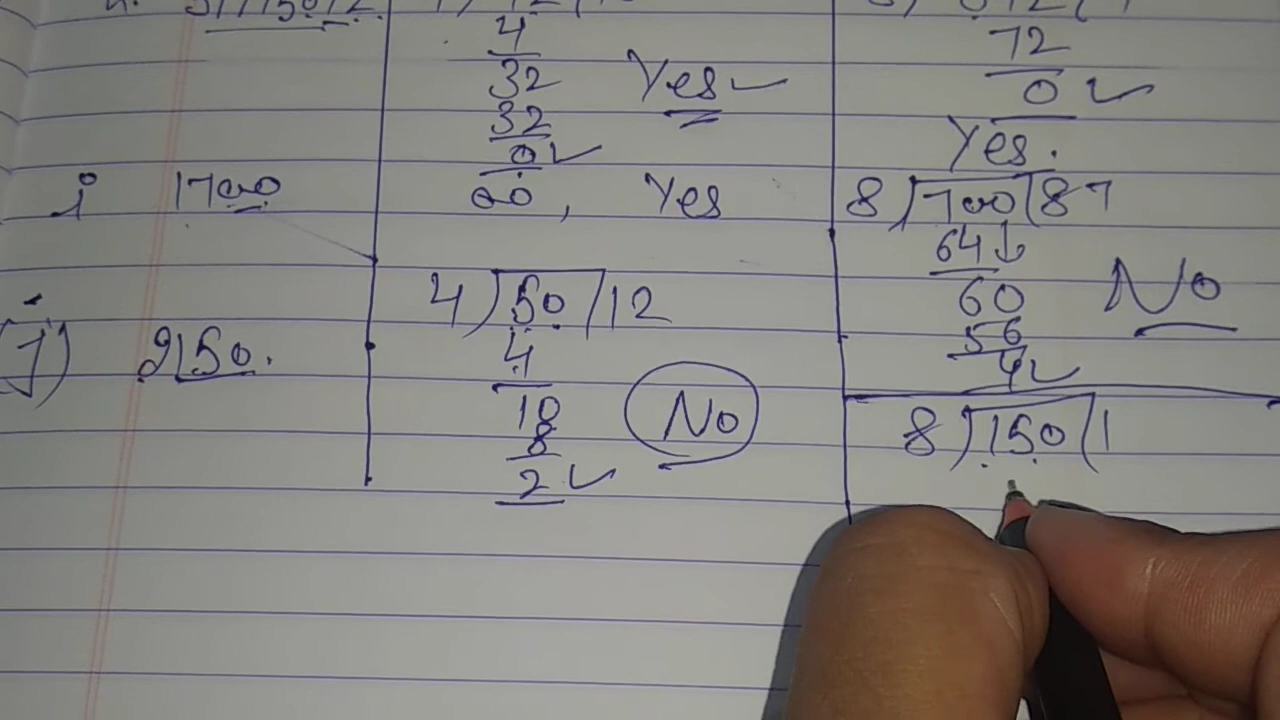 4
32 Yes
32
0
72
0
Yes.
i 1700 00, Yes 8)700(87
64↓
60 No
56
4
(j) 2150. 4)50/12
4
10 No
8
2
8)150(1